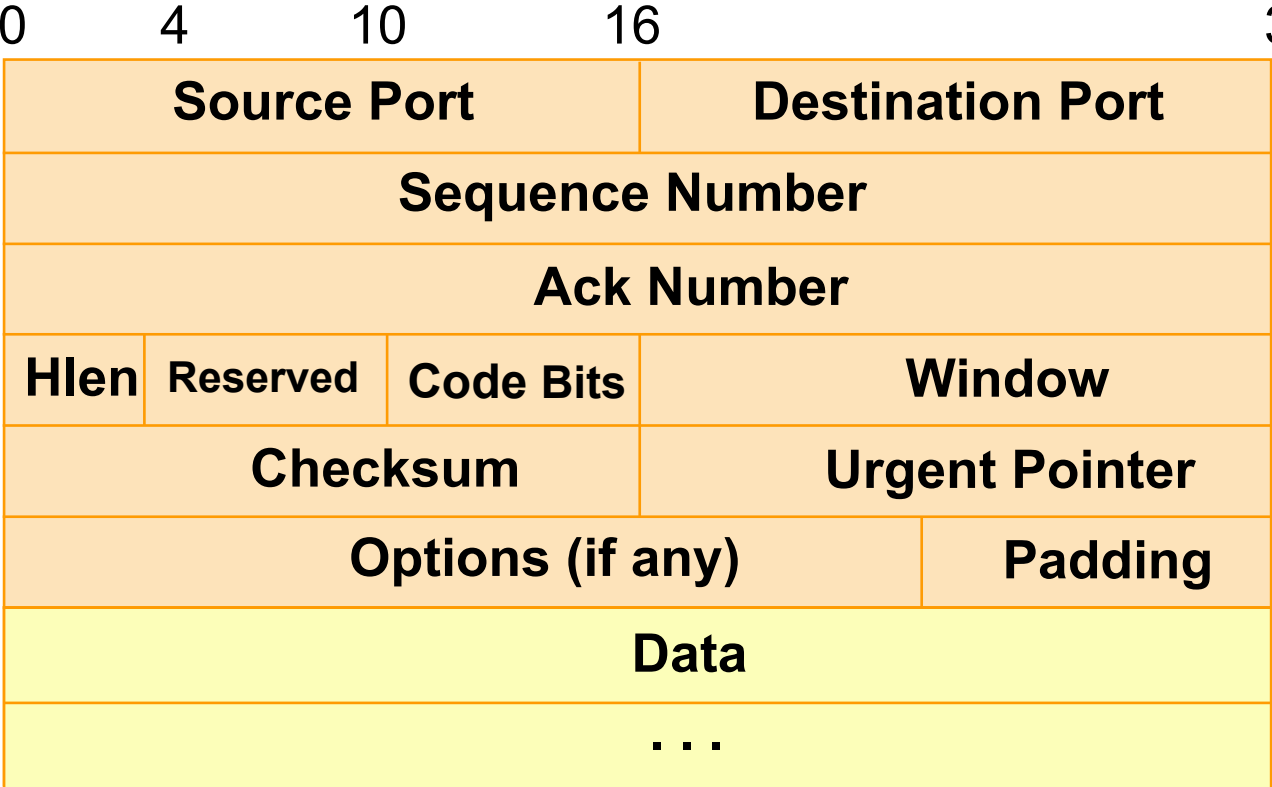 0 4 10 16
Source Port Destination Port
Sequence Number
Ack Number
Hlen Reserved Code Bits Window
Checksum Urgent Pointer
Options (if any) Padding
Data
...